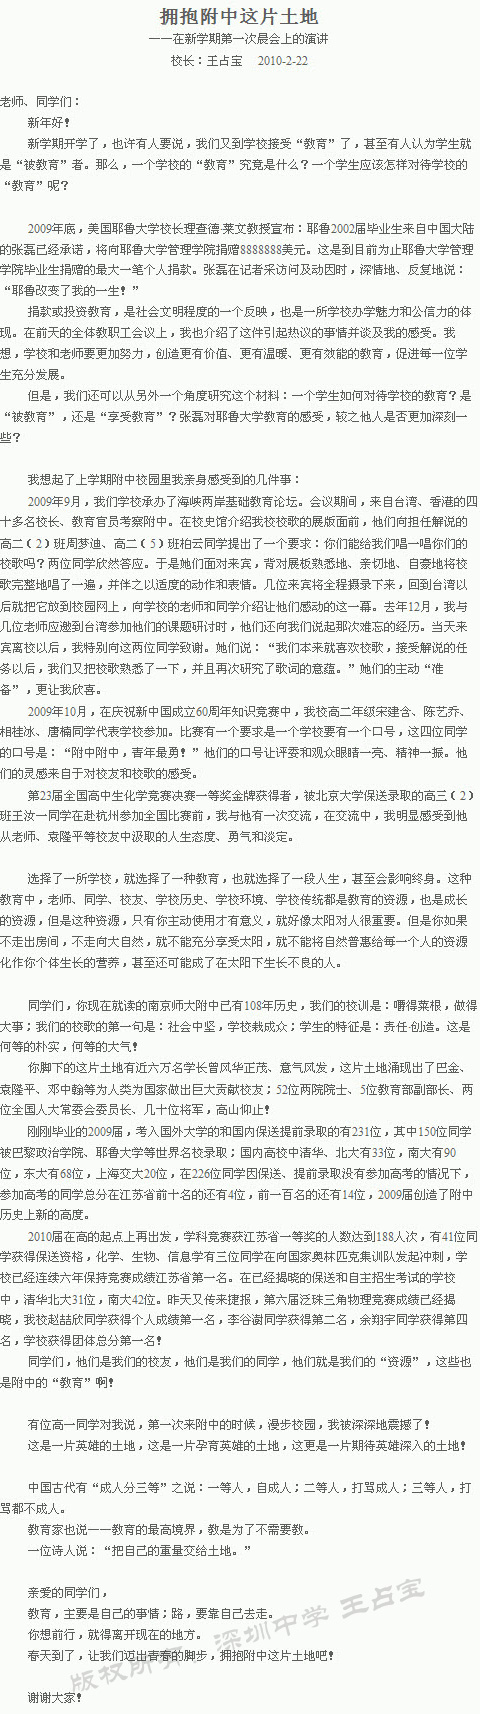 拥抱附中这片土地
——在新学期第一次晨会上的演讲
校长：王占宝 2010-2-22
老师、同学们：
新年好！
新学期开学了，也许有人要说，我们又到学校接受“教育”了，甚至有人认为学生就
是“被教育”者。那么，一个学校的“教育”究竟是什么？一个学生应该怎样对待学校的
“教育”呢？
2009年底，美国耶鲁大学校长理查德·莱文教授宣布：耶鲁2002届毕业生来自中国大陆
的张磊已经承诺，将向耶鲁大学管理学院捐赠8888888美元。这是到目前为止耶鲁大学管理
学院毕业生捐赠的最大一笔个人捐款。张磊在记者采访问及动因时，深情地、反复地说：
“耶鲁改变了我的一生！”
捐款或投资教育，是社会文明程度的一个反映，也是一所学校办学魅力和公信力的体
现。在前天的全体教职工会议上，我也介绍了这件引起热议的事情并谈及我的感受。我
想，学校和老师要更加努力，创造更有价值、更有温暖、更有效能的教育，促进每一位学
生充分发展。
但是，我们还可以从另外一个角度研究这个材料：一个学生如何对待学校的教育？是
“被教育”，还是“享受教育”？张磊对耶鲁大学教育的感受，较之他人是否更加深刻一
些？
我想起了上学期附中校园里我亲身感受到的几件事：
2009年9月，我们学校承办了海峡两岸基础教育论坛。会议期间，来自台湾、香港的四
十多名校长、教育官员考察附中。在校史馆介绍我校校歌的展版面前，他们向担任解说的
高二（2）班周梦迪、高二（5）班柏云同学提出了一个要求：你们能给我们唱一唱你们的
校歌吗？两位同学欣然答应。于是她们面对来宾，背对展板熟悉地、亲切地、自豪地将校
歌完整地唱了一遍，并伴之以适度的动作和表情。几位来宾将全程摄录下来，回到台湾以
后就把它放到校园网上，向学校的老师和同学介绍让他们感动的这一幕。去年12月，我与
几位老师应邀到台湾参加他们的课题研讨时，他们还向我们说起那次难忘的经历。当天来
宾离校以后，我特别向这两位同学致谢。她们说：“我们本来就喜欢校歌，接受解说的任
务以后，我们又把校歌熟悉了一下，并且再次研究了歌词的意蕴。”她们的主动“准
备”，更让我欣喜。
2009年10月，在庆祝新中国成立60周年知识竞赛中，我校高二年级宋建含、陈艺乔、
相桂冰、唐楠同学代表学校参加。比赛有一个要求是一个学校要有一个口号，这四位同学
的口号是：“附中附中，青年最勇！”他们的口号让评委和观众眼睛一亮、精神一振。他
们的灵感来自于对校友和校歌的感受。
第23届全国高中生化学竞赛决赛一等奖金牌获得者，被北京大学保送录取的高三（2）
班王汝一同学在赴杭州参加全国比赛前，我与他有一次交流，在交流中，我明显感受到他
从老师、袁隆平等校友中汲取的人生态度、勇气和淡定。
选择了一所学校，就选择了一种教育，也就选择了一段人生，甚至会影响终身。这种
教育中，老师、同学、校友、学校历史、学校环境、学校传统都是教育的资源，也是成长
的资源，但是这种资源，只有你主动使用才有意义，就好像太阳对人很重要。但是你如果
不走出房间，不走向大自然，就不能充分享受太阳，就不能将自然普惠给每一个人的资源
化作你个体生长的营养，甚至还可能成了在太阳下生长不良的人。
同学们，你现在就读的南京师大附中已有108年历史，我们的校训是：嚼得菜根，做得
大事；我们的校歌的第一句是：社会中坚，学校栽成众；学生的特征是：责任·创造。这是
何等的朴实，何等的大气！
你脚下的这片土地有近六万名学长曾风华正茂、意气风发，这片土地涌现出了巴金、
袁隆平、邓中翰等为人类为国家做出巨大贡献校友；52位两院院士、5位教育部副部长、两
位全国人大常委会委员长、几十位将军，高山仰止！
刚刚毕业的2009届，考入国外大学的和国内保送提前录取的有231位，其中150位同学
被巴黎政治学院、耶鲁大学等世界名校录取；国内高校中清华、北大有33位，南大有90
位，东大有68位，上海交大20位，在226位同学因保送、提前录取没有参加高考的情况下，
参加高考的同学总分在江苏省前十名的还有4位，前一百名的还有14位，2009届创造了附中
历史上新的高度。
2010届在高的起点上再出发，学科竞赛获江苏省一等奖的人数达到188人次，有41位同
学获得保送资格，化学、生物、信息学有三位同学在向国家奥林匹克集训队发起冲刺，学
校已经连续六年保持竞赛成绩江苏省第一名。在已经揭晓的保送和自主招生考试的学校
中，清华北大31位，南大42位。昨天又传来捷报，第六届泛珠三角物理竞赛成绩已经揭
晓，我校赵喆欣同学获得个人成绩第一名，李谷澍同学获得第二名，余翔宇同学获得第四
名，学校获得团体总分第一名！
同学们，他们是我们的校友，他们是我们的同学，他们就是我们的“资源”，这些也
是附中的“教育”啊！
有位高一同学对我说，第一次来附中的时候，漫步校园，我被深深地震撼了！
这是一片英雄的土地，这是一片孕育英雄的土地，这更是一片期待英雄深入的土地！
中国古代有“成人分三等”之说：一等人，自成人；二等人，打骂成人；三等人，打
骂都不成人。
教育家也说——教育的最高境界，教是为了不需要教。
一位诗人说：“把自己的重量交给土地。”
亲爱的同学们，
教育，主要是自己的事情；路，要靠自己去走。
你想前行，就得离开现在的地方。
春天到了，让我们迈出青春的脚步，拥抱附中这片土地吧！
谢谢大家！
版权所有 深圳中学 王占宝